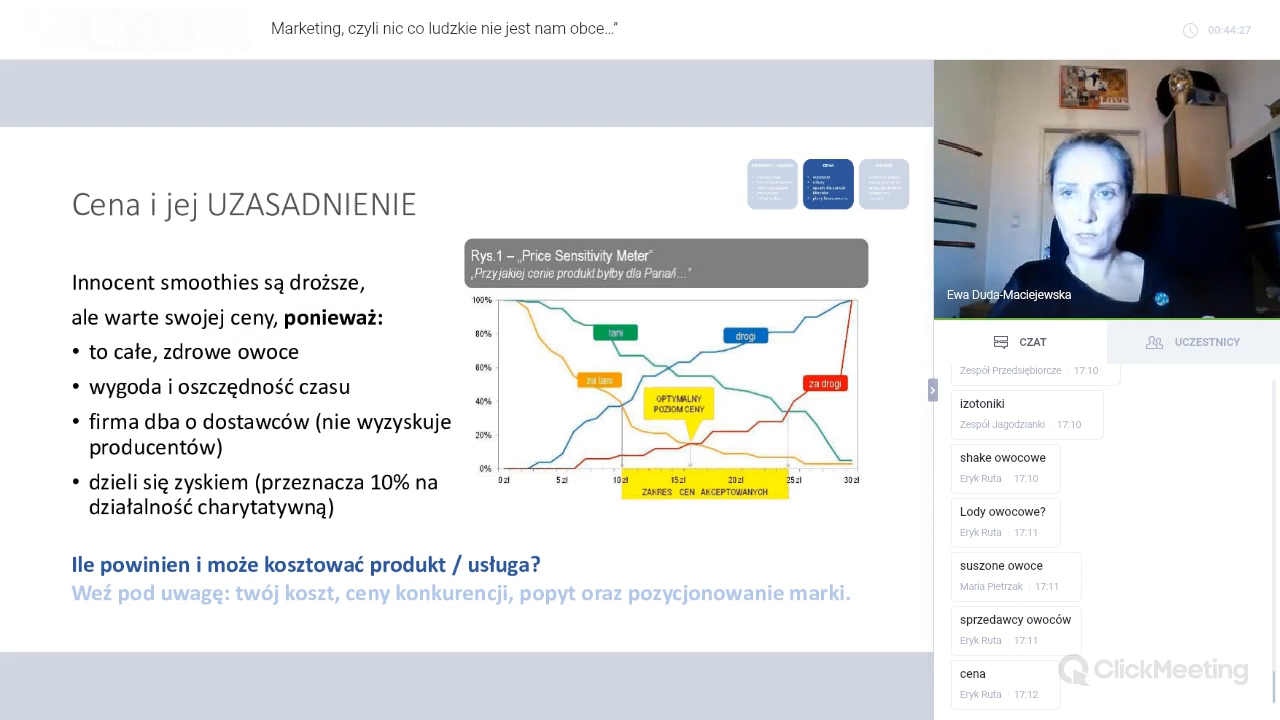 Marketing, czyli nic co ludzkie nie jest nam obce..."
00:44:27
Cena i jej UZASADNIENIE
CENA
Innocent smoothies są droższe,
ale warte swojej ceny, ponieważ:
• to całe, zdrowe owoce
• wygoda i oszczędność czasu
• firma dba o dostawców (nie wyzyskuje
producentów)
• dzieli się zyskiem (przeznacza 10% na
działalność charytatywną)
Rys.1 – „Price Sensitivity Meter"
„Przy jakiej cenie produkt byłby dla Pana/i..."
100%
80%
60%
40%
20%
0%
tani
drogi
za tani
za drogi
OPTYMALNY
POZIOM CENY
0 zł 5 zł 10 zł 15 zł 20 zł 25 zł 30 zł
ZAKRES CEN AKCEPTOWANYCH
Ile powinien i może kosztować produkt / usługa?
Weź pod uwagę: twój koszt, ceny konkurencji, popyt oraz pozycjonowanie marki.
LOVE
Ewa Duda-Maciejewska
CZAT
UCZESTNICY
Zespół Przedsiębiorcze 17:10
izotoniki
Zespół Jagodzianki 17:10
shake owocowe
Eryk Ruta 17:10
Lody owocowe?
Eryk Ruta 17:11
suszone owoce
Maria Pietrzak 17:11
sprzedawcy owoców
Eryk Ruta 17:11
cena
Eryk Ruta 17:12
ClickMeeting